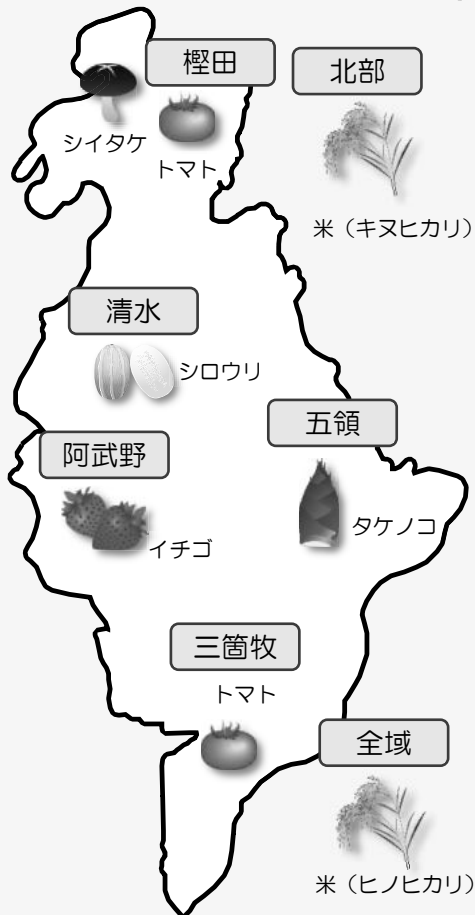 樫田
シイタケ
トマト
北部
米（キヌヒカリ）
清水
シロウリ
阿武野
イチゴ
五領
タケノコ
三箇牧
トマト
全域
米（ヒノヒカリ）